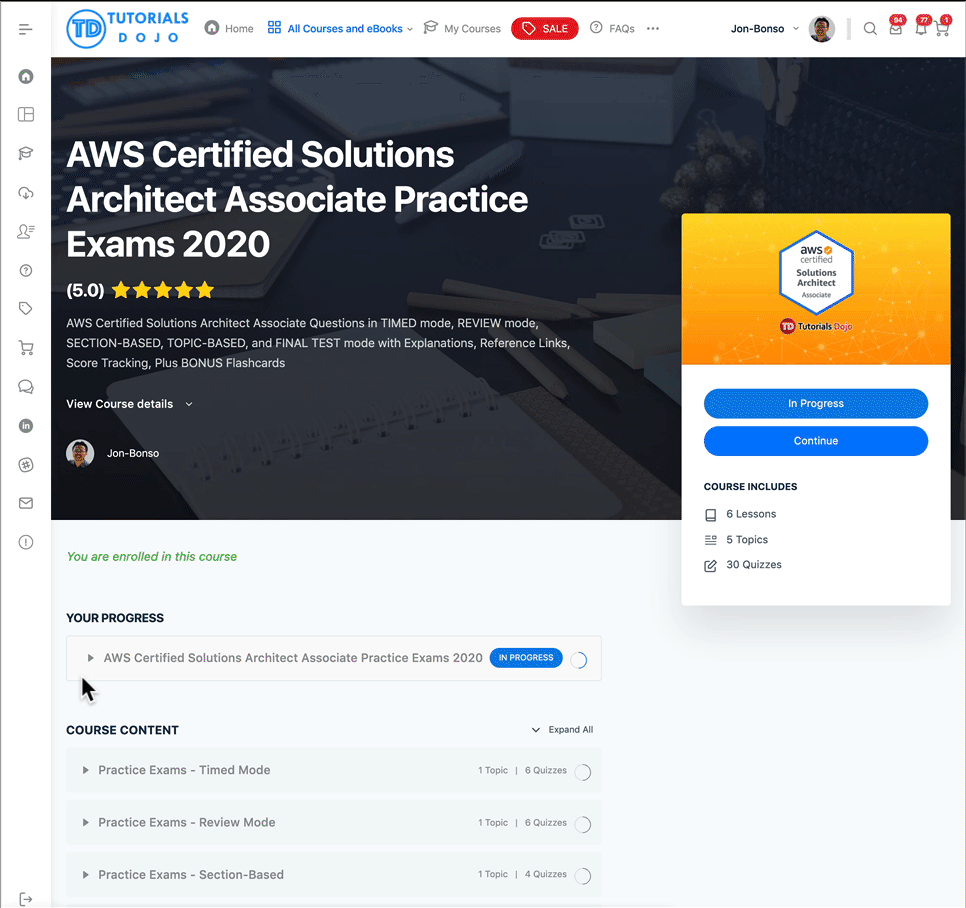 TD TUTORIALS DOJO
Home
All Courses and eBooks
My Courses
SALE
FAQs
Jon-Bonso
94
77
1
AWS Certified Solutions
Architect Associate Practice
Exams 2020
(5.0)
AWS Certified Solutions Architect Associate Questions in TIMED mode, REVIEW mode,
SECTION-BASED, TOPIC-BASED, and FINAL TEST mode with Explanations, Reference Links,
Score Tracking, Plus BONUS Flashcards
View Course details
Jon-Bonso
aws
certified
Solutions
Architect
Associate
TD Tutorials Dojo
In Progress
Continue
COURSE INCLUDES
6 Lessons
5 Topics
30 Quizzes
in
You are enrolled in this course
YOUR PROGRESS
AWS Certified Solutions Architect Associate Practice Exams 2020 IN PROGRESS
COURSE CONTENT
Expand All
Practice Exams - Timed Mode 1 Topic | 6 Quizzes
Practice Exams - Review Mode 1 Topic | 6 Quizzes
Practice Exams - Section-Based 1 Topic | 4 Quizzes